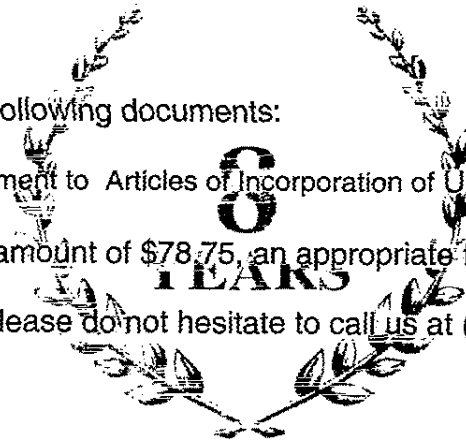 ollowing documents:
ment to Articles of Incorporation of U
8
amount of $78.75, an appropriate f
YEARS
lease do not hesitate to call us at (